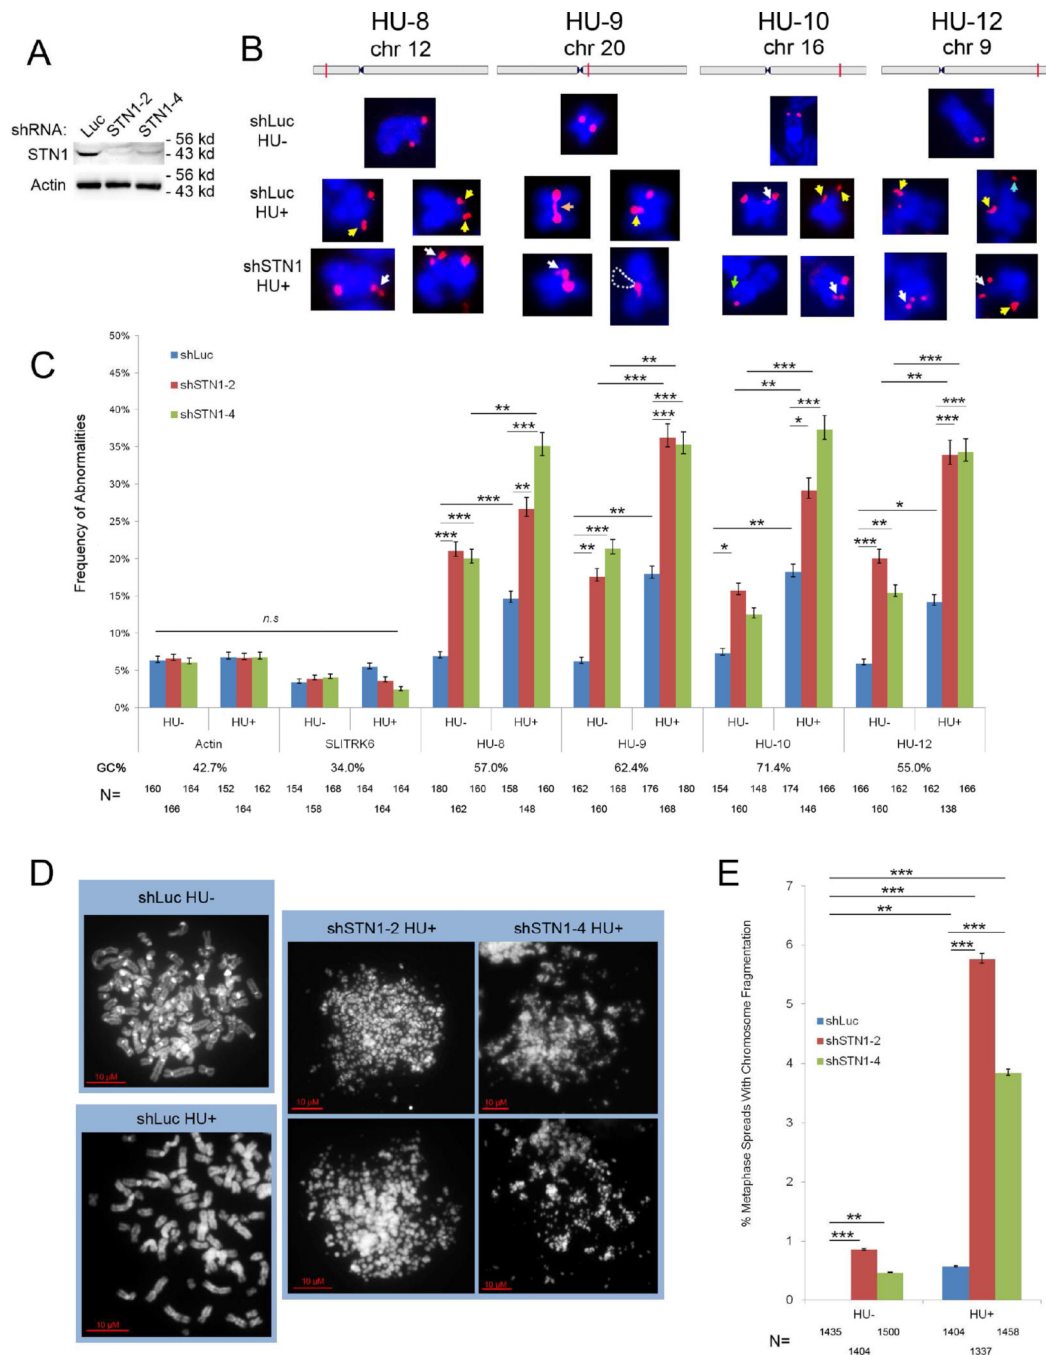 A
shRNA: Luc STN1-2 STN1-4
- 56 kd
STN1
- 43 kd
Actin
- 56 kd
- 43 kd
B
HU-8 HU-9 HU-10 HU-12
chr 12 chr 20 chr 16 chr 9
shLuc
HU-
shLuc
HU+
shSTN1
HU+
C
Frequency of Abnormalities
50%
45%
40%
35%
30%
25%
20%
15%
10%
5%
0%
shLuc
shSTN1-2
shSTN1-4
n.s
*** *** *** ** *** **
** *** ** *** ** *** ***
* ** * *** ** ***
*** ** * ** *** *** ** ***
HU- HU+ HU- HU+ HU- HU+ HU- HU+ HU- HU+ HU- HU+
Actin SLITRK6 HU-8 HU-9 HU-10 HU-12
GC% 42.7% 34.0% 57.0% 62.4% 71.4% 55.0%
N= 160 164 152 162 154 168 164 164 180 160 158 160 162 168 176 180 154 148 174 166 166 162 162 166
166 164 158 164 162 148 160 168 160 146 160 138
D
shLuc HU-
10 µM
shLuc HU+
10 µM
shSTN1-2 HU+ shSTN1-4 HU+
10 µM 10 µM
10 µM 10 µM
E
% Metaphase Spreads With Chromosome Fragmentation
7
6
5
4
3
2
1
0
***
***
**
***
***
shLuc
shSTN1-2
shSTN1-4
**
***
HU- HU+
N= 1435 1500 1404 1458
1404 1337